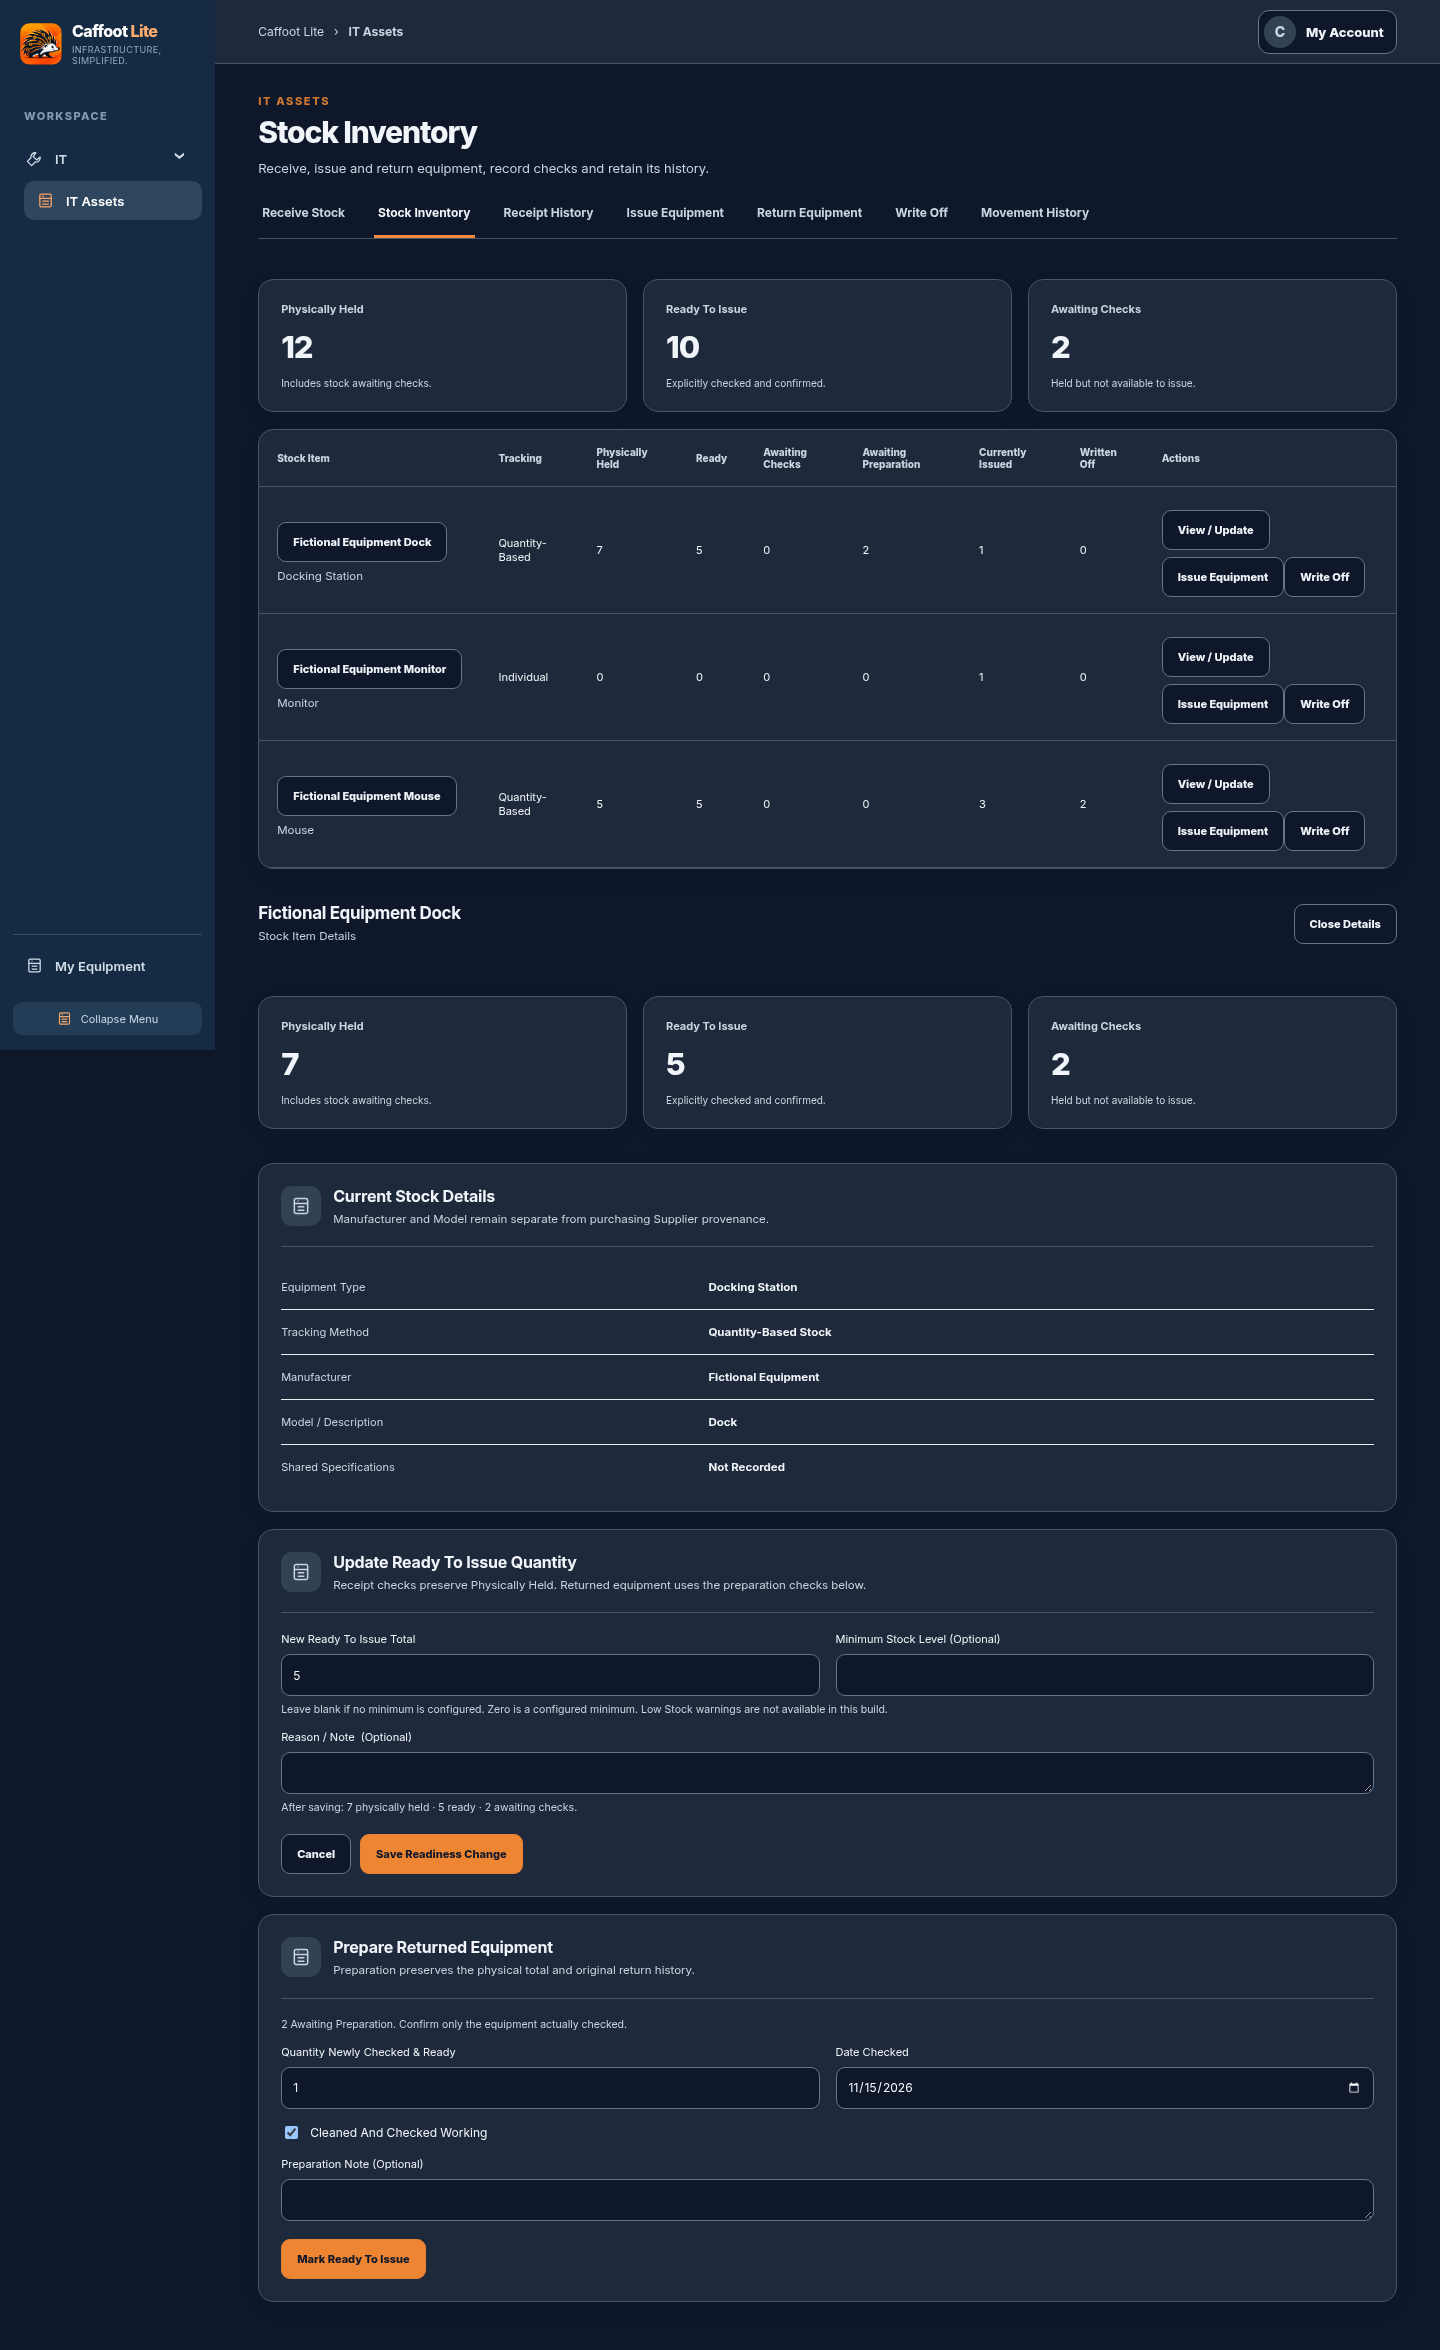 Caffoot Lite
INFRASTRUCTURE,
SIMPLIFIED.
WORKSPACE
IT
IT Assets
My Equipment
Collapse Menu
Caffoot Lite › IT Assets
C My Account
IT ASSETS
Stock Inventory
Receive, issue and return equipment, record checks and retain its history.
Receive Stock Stock Inventory Receipt History Issue Equipment Return Equipment Write Off Movement History
Physically Held Ready To Issue Awaiting Checks
12 10 2
Includes stock awaiting checks. Explicitly checked and confirmed. Held but not available to issue.
Stock Item Tracking Physically Held Ready Awaiting Checks Awaiting Preparation Currently Issued Written Off Actions
Fictional Equipment Dock
Docking Station
Quantity-
Based
7 5 0 2 1 0
View / Update
Issue Equipment Write Off
Fictional Equipment Monitor
Monitor
Individual 0 0 0 0 1 0
View / Update
Issue Equipment Write Off
Fictional Equipment Mouse
Mouse
Quantity-
Based
5 5 0 0 3 2
View / Update
Issue Equipment Write Off
Fictional Equipment Dock
Stock Item Details
Close Details
Physically Held Ready To Issue Awaiting Checks
7 5 2
Includes stock awaiting checks. Explicitly checked and confirmed. Held but not available to issue.
Current Stock Details
Manufacturer and Model remain separate from purchasing Supplier provenance.
Equipment Type Docking Station
Tracking Method Quantity-Based Stock
Manufacturer Fictional Equipment
Model / Description Dock
Shared Specifications Not Recorded
Update Ready To Issue Quantity
Receipt checks preserve Physically Held. Returned equipment uses the preparation checks below.
New Ready To Issue Total Minimum Stock Level (Optional)
5
Leave blank if no minimum is configured. Zero is a configured minimum. Low Stock warnings are not available in this build.
Reason / Note (Optional)
After saving: 7 physically held · 5 ready · 2 awaiting checks.
Cancel Save Readiness Change
Prepare Returned Equipment
Preparation preserves the physical total and original return history.
2 Awaiting Preparation. Confirm only the equipment actually checked.
Quantity Newly Checked & Ready Date Checked
1 11/15/2026
Cleaned And Checked Working
Preparation Note (Optional)
Mark Ready To Issue